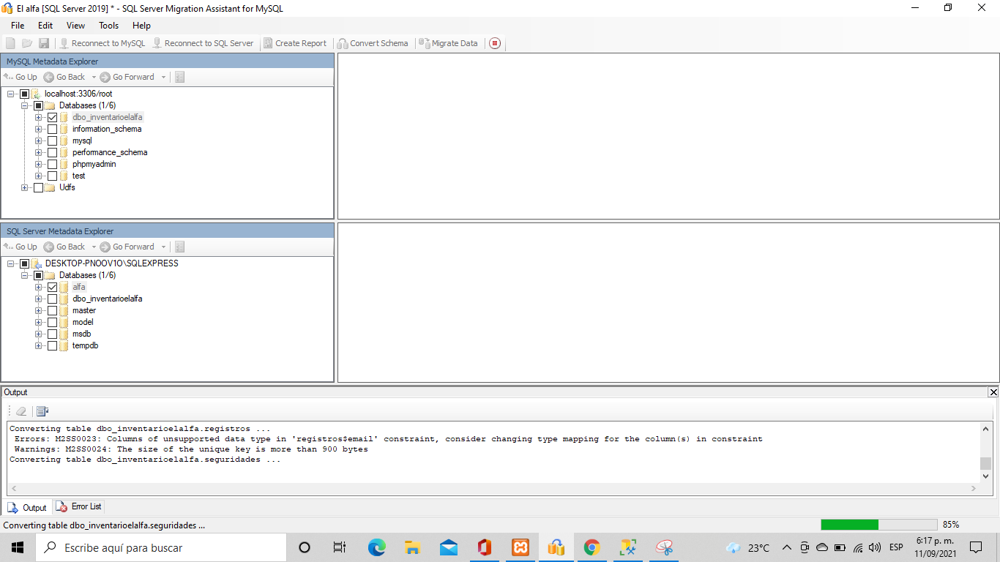 El alfa [SQL Server 2019] * - SQL Server Migration Assistant for MySQL
File Edit View Tools Help
Reconnect to MySQL Reconnect to SQL Server Create Report Convert Schema Migrate Data
MySQL Metadata Explorer
Go Up Go Back Go Forward
localhost:3306/root
Databases (1/6)
dbo_inventarioelalfa
information_schema
mysql
performance_schema
phpmyadmin
test
Udfs
SQL Server Metadata Explorer
Go Up Go Back Go Forward
DESKTOP-PNOOV1O\SQLEXPRESS
Databases (1/6)
alfa
dbo_inventarioelalfa
master
model
msdb
tempdb
Output
Converting table dbo_inventarioelalfa.registros ...
Errors: M2SS0023: Columns of unsupported data type in 'registros$email' constraint, consider changing type mapping for the column(s) in constraint
Warnings: M2SS0024: The size of the unique key is more than 900 bytes
Converting table dbo_inventarioelalfa.seguridades ...
Output Error List
Converting table dbo_inventarioelalfa.seguridades ... 85%
Escribe aquí para buscar
23°C ESP 6:17 p. m.
11/09/2021